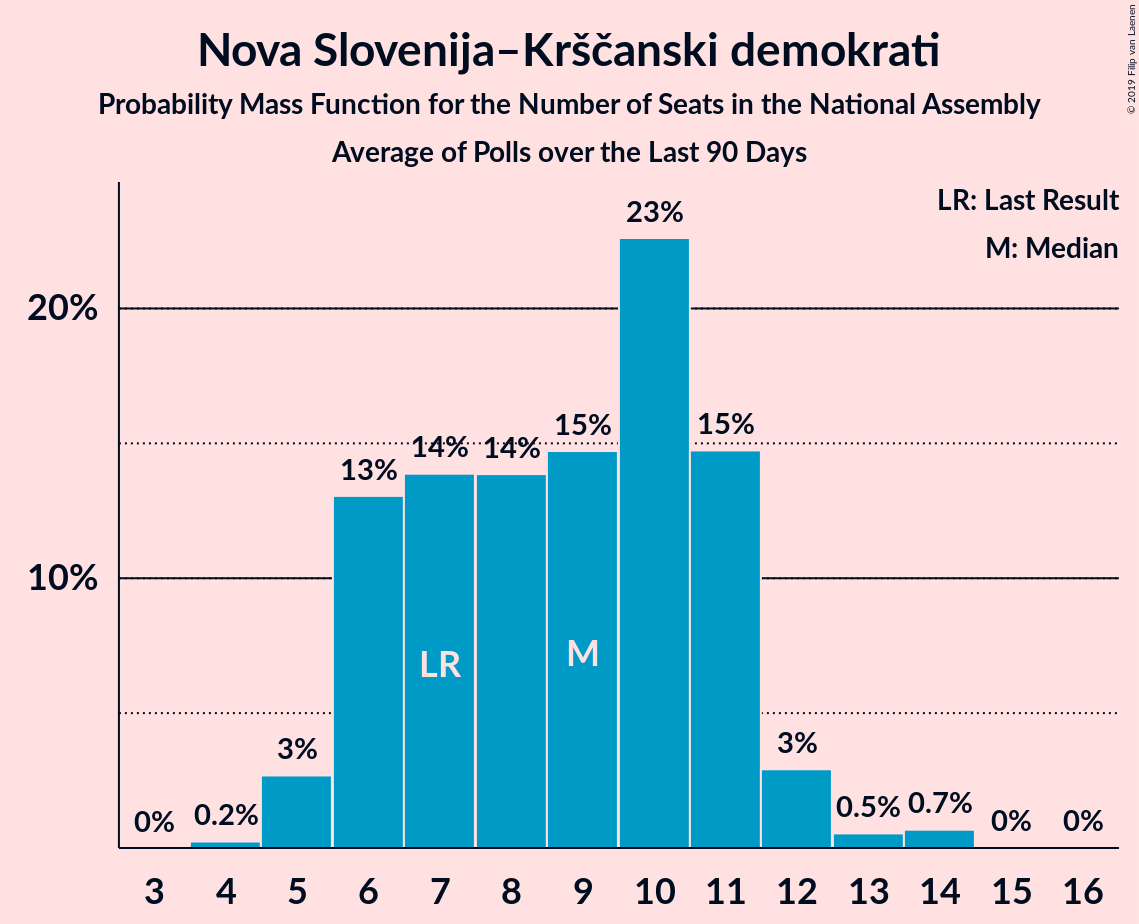 Nova Slovenija–Krščanski demokrati
Probability Mass Function for the Number of Seats in the National Assembly
Average of Polls over the Last 90 Days
© 2019 Filip van Laenen
LR: Last Result
M: Median
23%
20%
15%
15%
14%
14%
13%
10%
LR
M
3%
3%
0%
0.2%
0.5%
0.7%
0%
0%
3 4 5 6 7 8 9 10 11 12 13 14 15 16